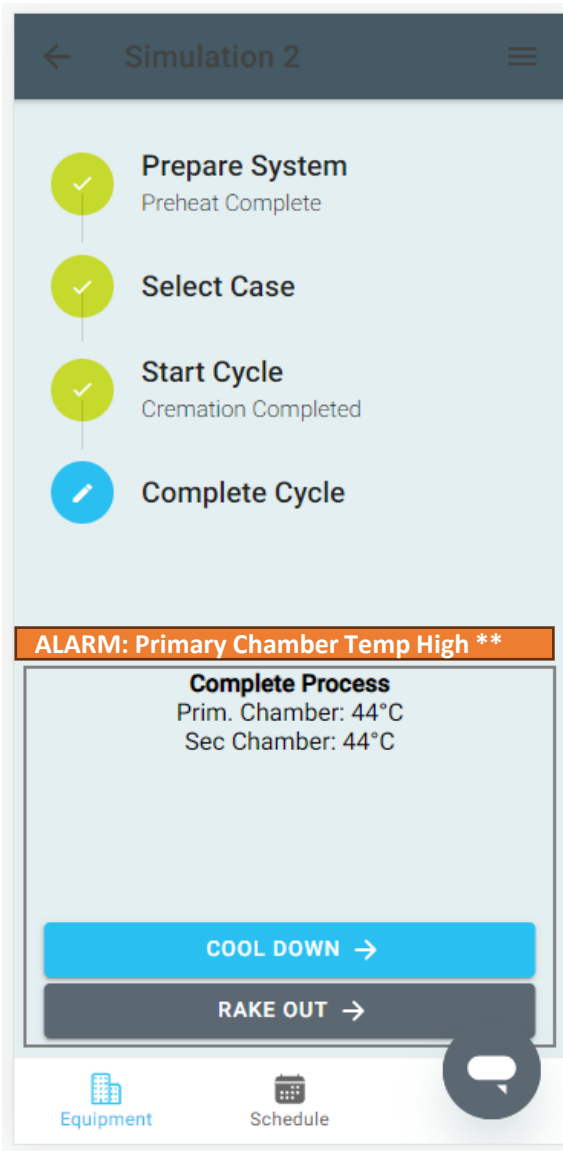 Simulation 2
Prepare System
Preheat Complete
Select Case
Start Cycle
Cremation Completed
Complete Cycle
ALARM: Primary Chamber Temp High **
Complete Process
Prim. Chamber: 44°C
Sec Chamber: 44°C
COOL DOWN →
RAKE OUT →
Equipment
Schedule